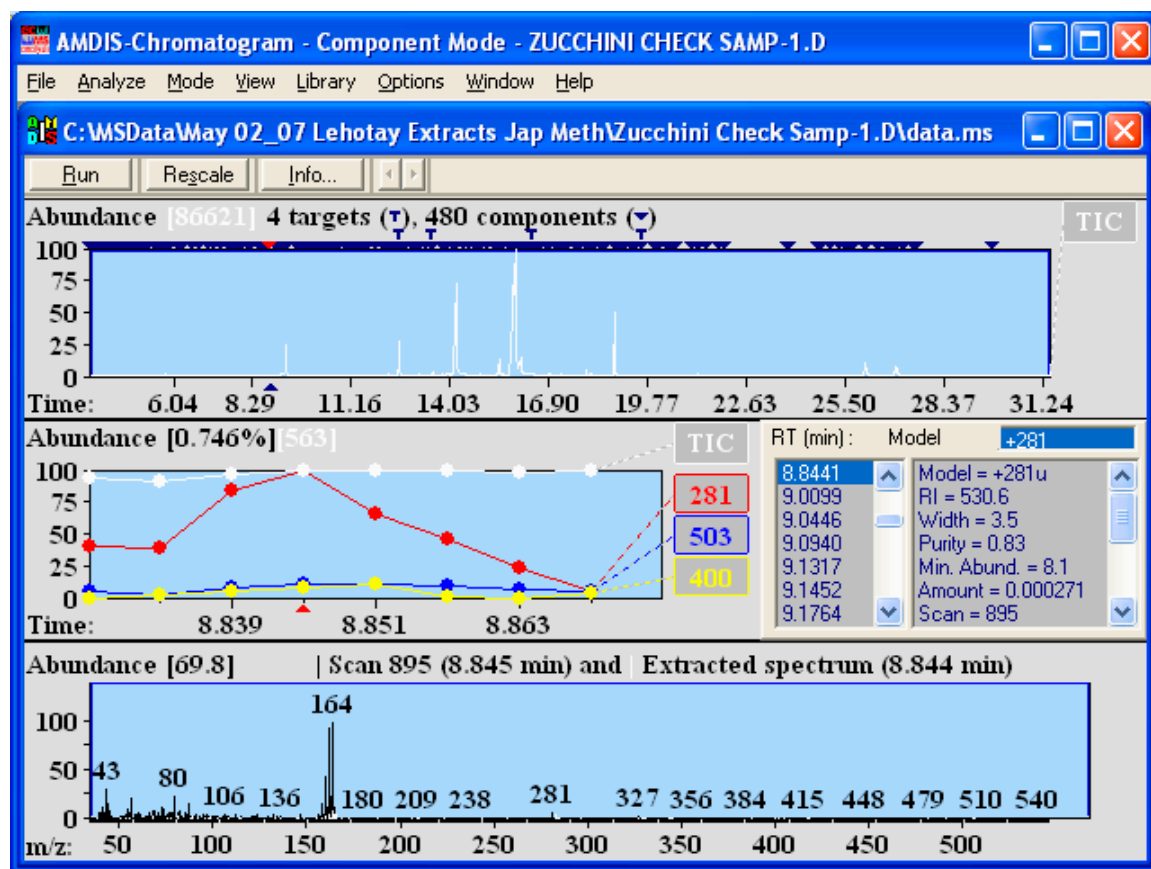 AMDIS-Chromatogram - Component Mode - ZUCCHINI CHECK SAMP-1.D
File Analyze Mode View Library Options Window Help
C:\MSData\May 02_07 Lehotay Extracts Jap Meth\Zucchini Check Samp-1.D\data.ms
Run Rescale Info...
Abundance [86621] 4 targets (T), 480 components (▼)
TIC
100
75
50
25
0
Time: 6.04 8.29 11.16 14.03 16.90 19.77 22.63 25.50 28.37 31.24
Abundance [0.746%] [563]
TIC
281
503
400
100
75
50
25
0
Time: 8.839 8.851 8.863
RT (min) : Model +281
8.8441
9.0099
9.0446
9.0940
9.1317
9.1452
9.1764
Model = +281u
RI = 530.6
Width = 3.5
Purity = 0.83
Min. Abund. = 8.1
Amount = 0.000271
Scan = 895
Abundance [69.8] | Scan 895 (8.845 min) and | Extracted spectrum (8.844 min)
100
50
0
43 80 106 136 164 180 209 238 281 327 356 384 415 448 479 510 540
m/z: 50 100 150 200 250 300 350 400 450 500